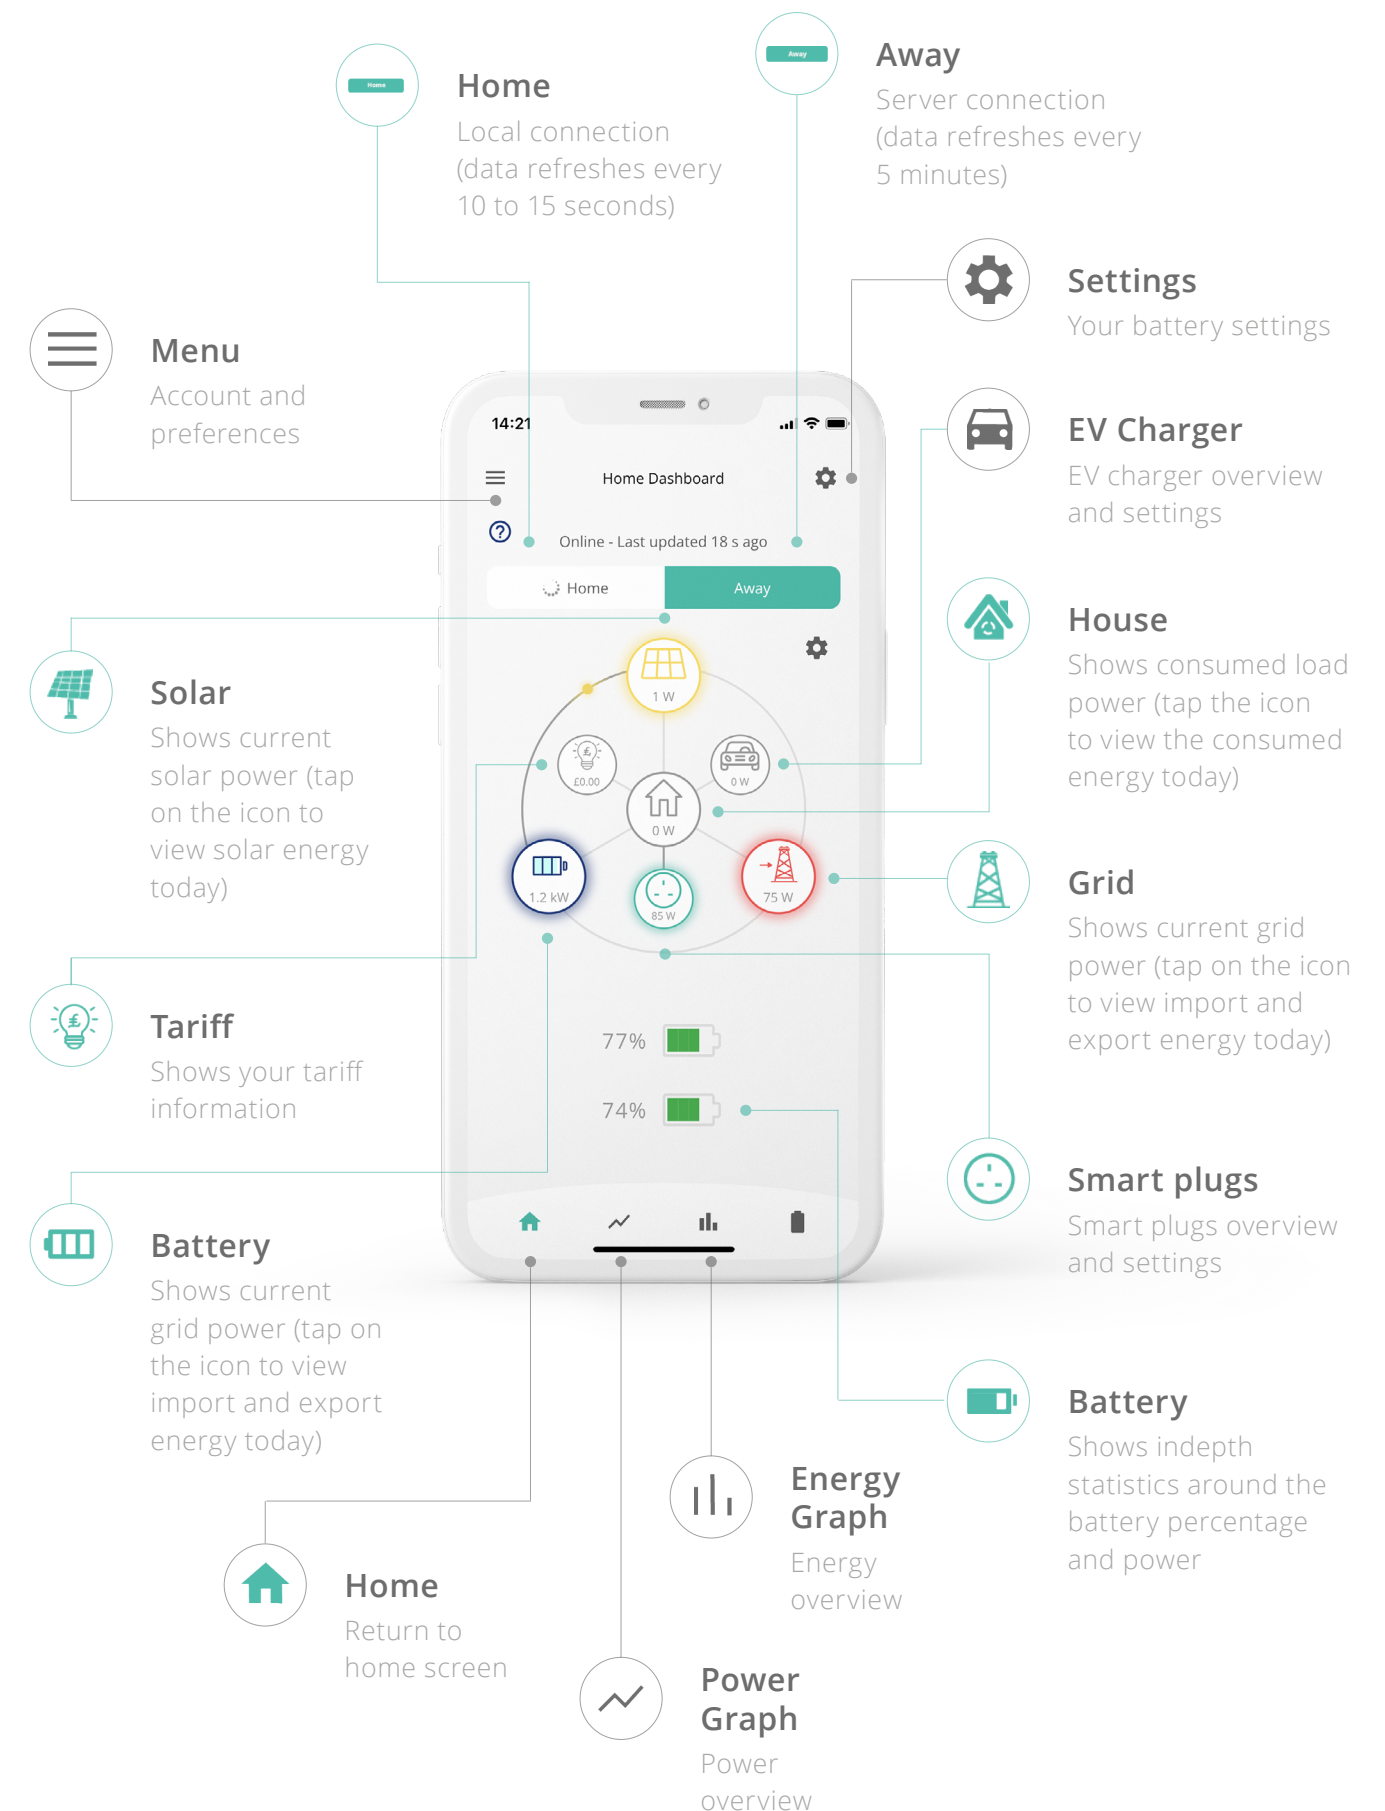 Home
Home
Local connection
(data refreshes every
10 to 15 seconds)
Away
Away
Server connection
(data refreshes every
5 minutes)
Settings
Your battery settings
Menu
Account and
preferences
EV Charger
EV charger overview
and settings
House
Shows consumed load
power (tap the icon
to view the consumed
energy today)
Solar
Shows current
solar power (tap
on the icon to
view solar energy
today)
Grid
Shows current grid
power (tap on the icon
to view import and
export energy today)
£
Tariff
Shows your tariff
information
Smart plugs
Smart plugs overview
and settings
Battery
Shows current
grid power (tap on
the icon to view
import and export
energy today)
Battery
Shows indepth
statistics around the
battery percentage
and power
Energy
Graph
Energy
overview
Home
Return to
home screen
Power
Graph
Power
overview
14:21
Home Dashboard
?
Online - Last updated 18 s ago
Home
Away
1 W
£
£0.00
0 W
0 W
1.2 kW
85 W
75 W
77%
74%